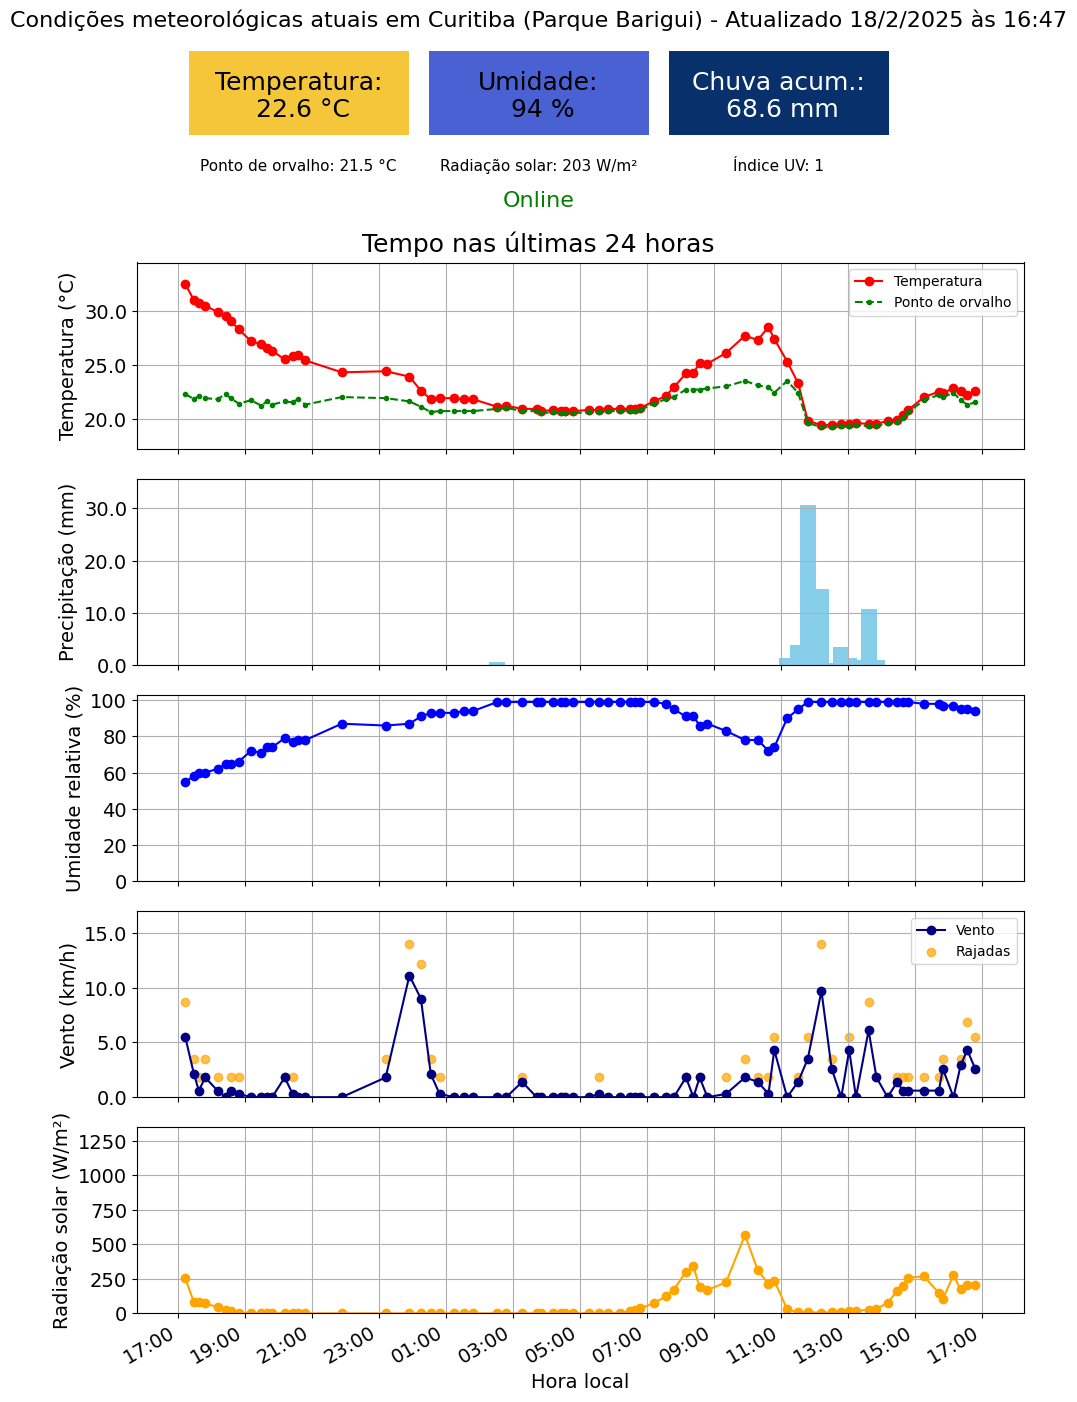 Condições meteorológicas atuais em Curitiba (Parque Barigui) - Atualizado 18/2/2025 às 16:47
Temperatura:
22.6 °C
Umidade:
94 %
Chuva acum.:
68.6 mm
Ponto de orvalho: 21.5 °C
Radiação solar: 203 W/m²
Índice UV: 1
Online
Tempo nas últimas 24 horas
Temperatura (°C)
30.0
25.0
20.0
Temperatura
Ponto de orvalho
Precipitação (mm)
30.0
20.0
10.0
0.0
Umidade relativa (%)
100
80
60
40
20
0
Vento (km/h)
15.0
10.0
5.0
0.0
Vento
Rajadas
Radiação solar (W/m²)
1250
1000
750
500
250
0
17:00
19:00
21:00
23:00
01:00
03:00
05:00
07:00
09:00
11:00
13:00
15:00
17:00
Hora local